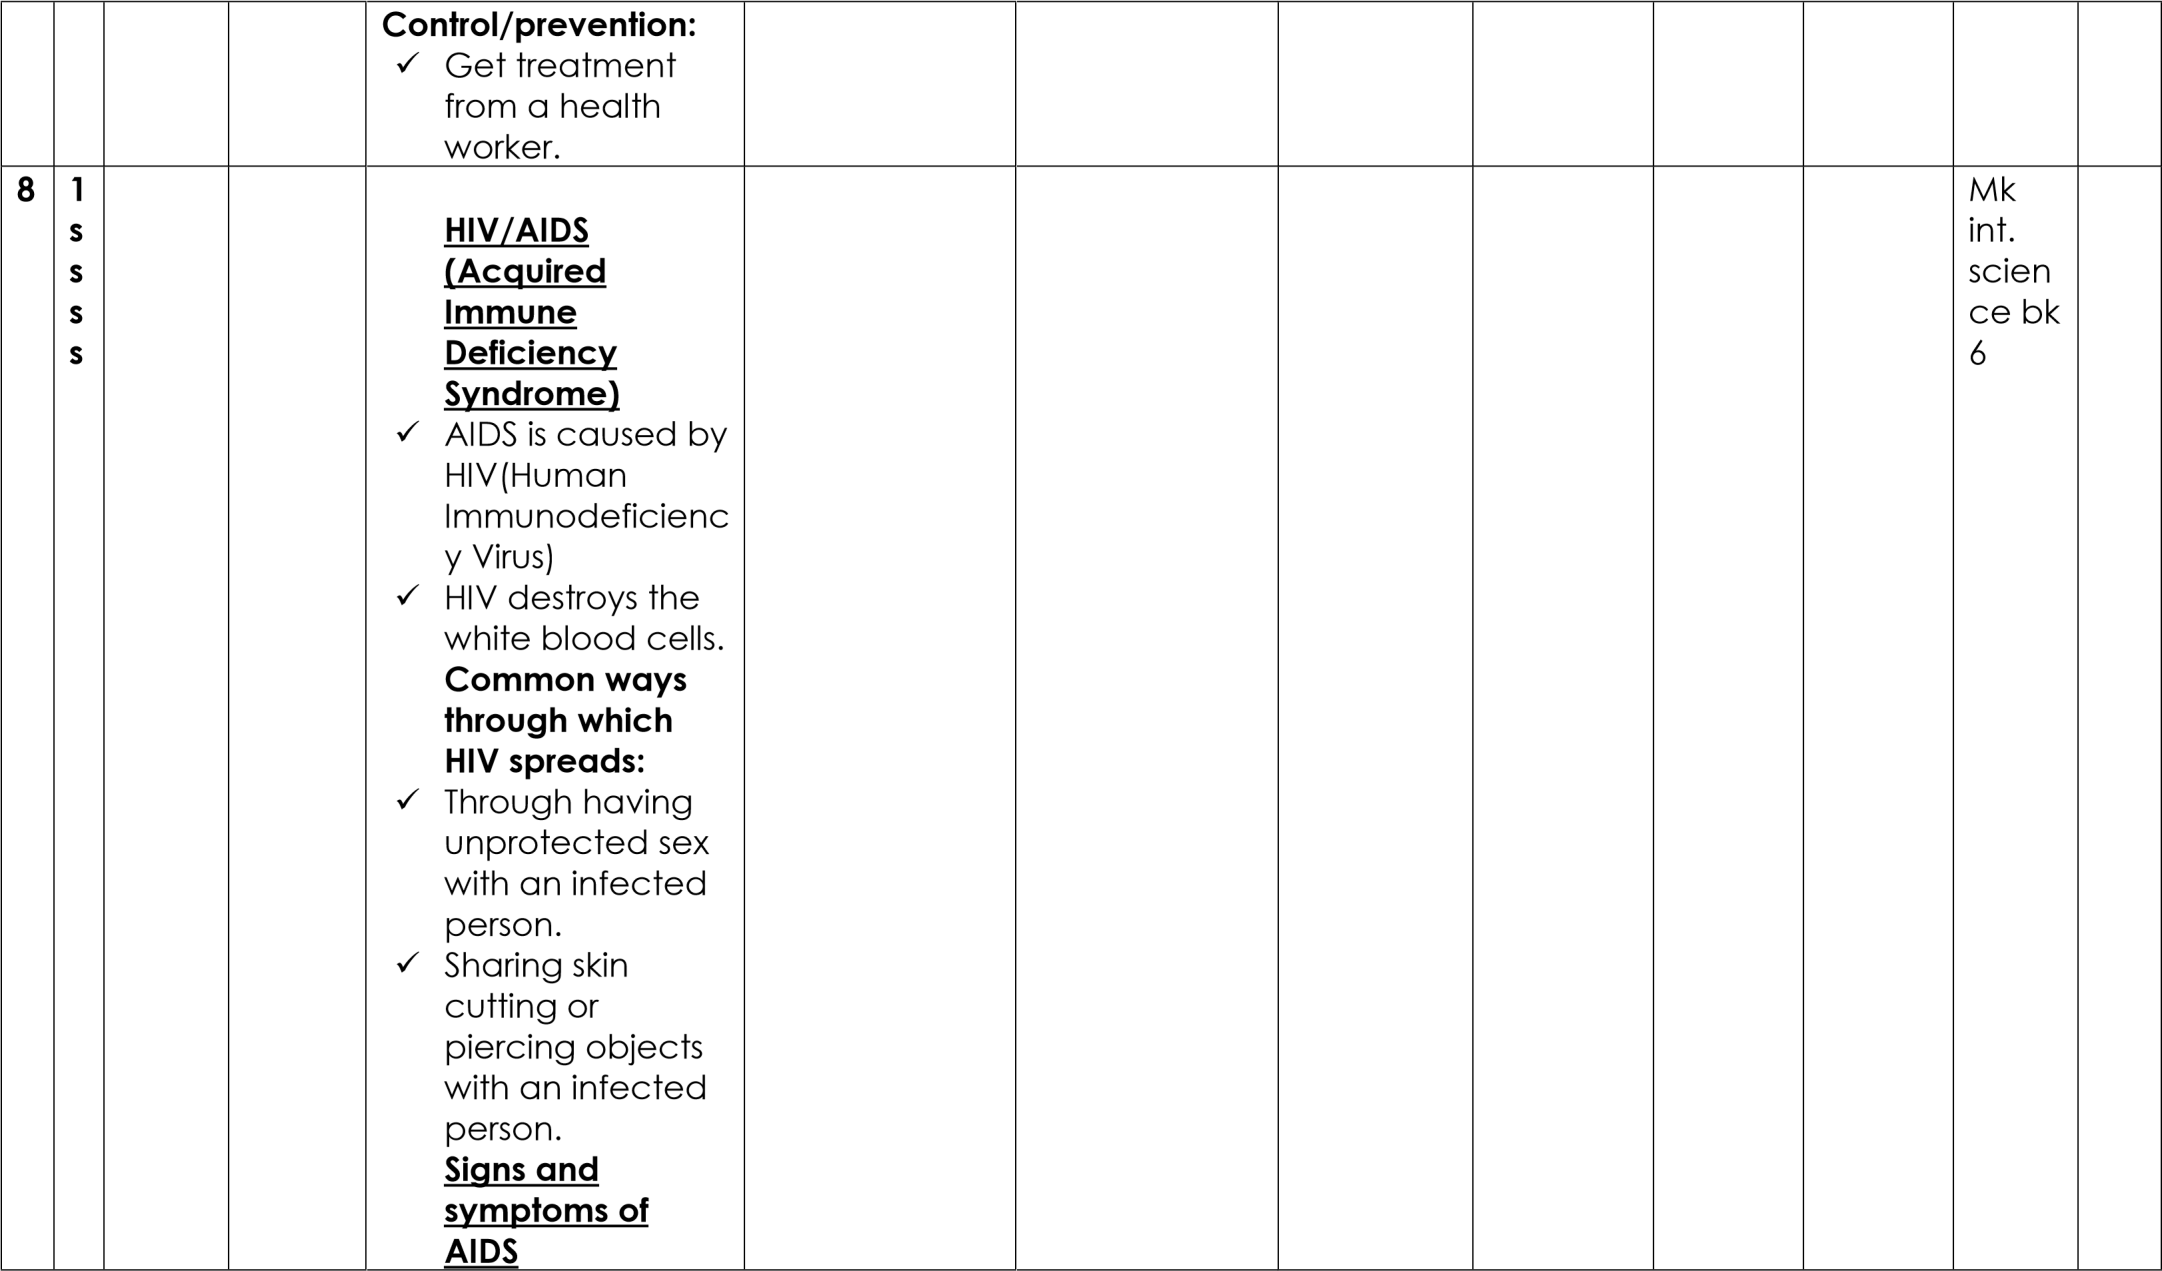 Control/prevention:
✓ Get treatment
from a health
worker.
8
1
s
s
s
s
HIV/AIDS
(Acquired
Immune
Deficiency
Syndrome)
✓ AIDS is caused by
HIV(Human
Immunodeficienc
y Virus)
✓ HIV destroys the
white blood cells.
Common ways
through which
HIV spreads:
✓ Through having
unprotected sex
with an infected
person.
✓ Sharing skin
cutting or
piercing objects
with an infected
person.
Signs and
symptoms of
AIDS
Mk
int.
scien
ce bk
6